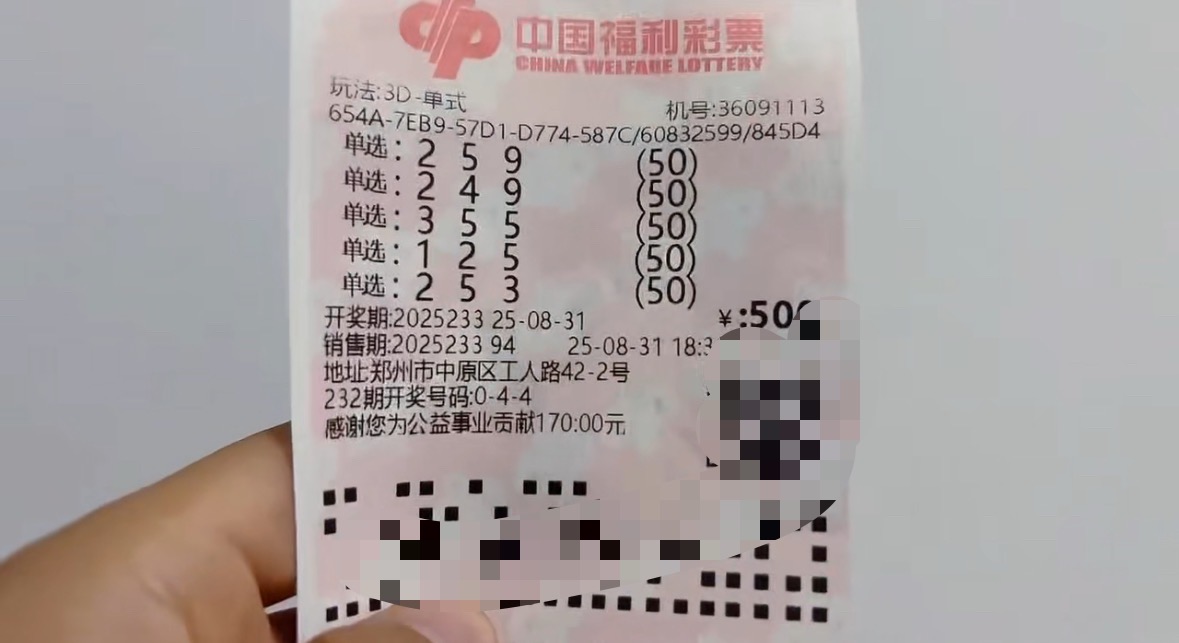 中国福利彩票
CHINA WELFARE LOTTERY
玩法:3D-单式
机号:36091113
654A-7EB9-57D1-D774-587C/60832599/845D4
单选: 2 5 9 (50)
单选: 2 4 9 (50)
单选: 3 5 5 (50)
单选: 1 2 5 (50)
单选: 2 5 3 (50)
开奖期:2025233 25-08-31 ¥:500
销售期:2025233 94 25-08-31 18:3
地址:郑州市中原区工人路42-2号
232期开奖号码:0-4-4
感谢您为公益事业贡献170:00元